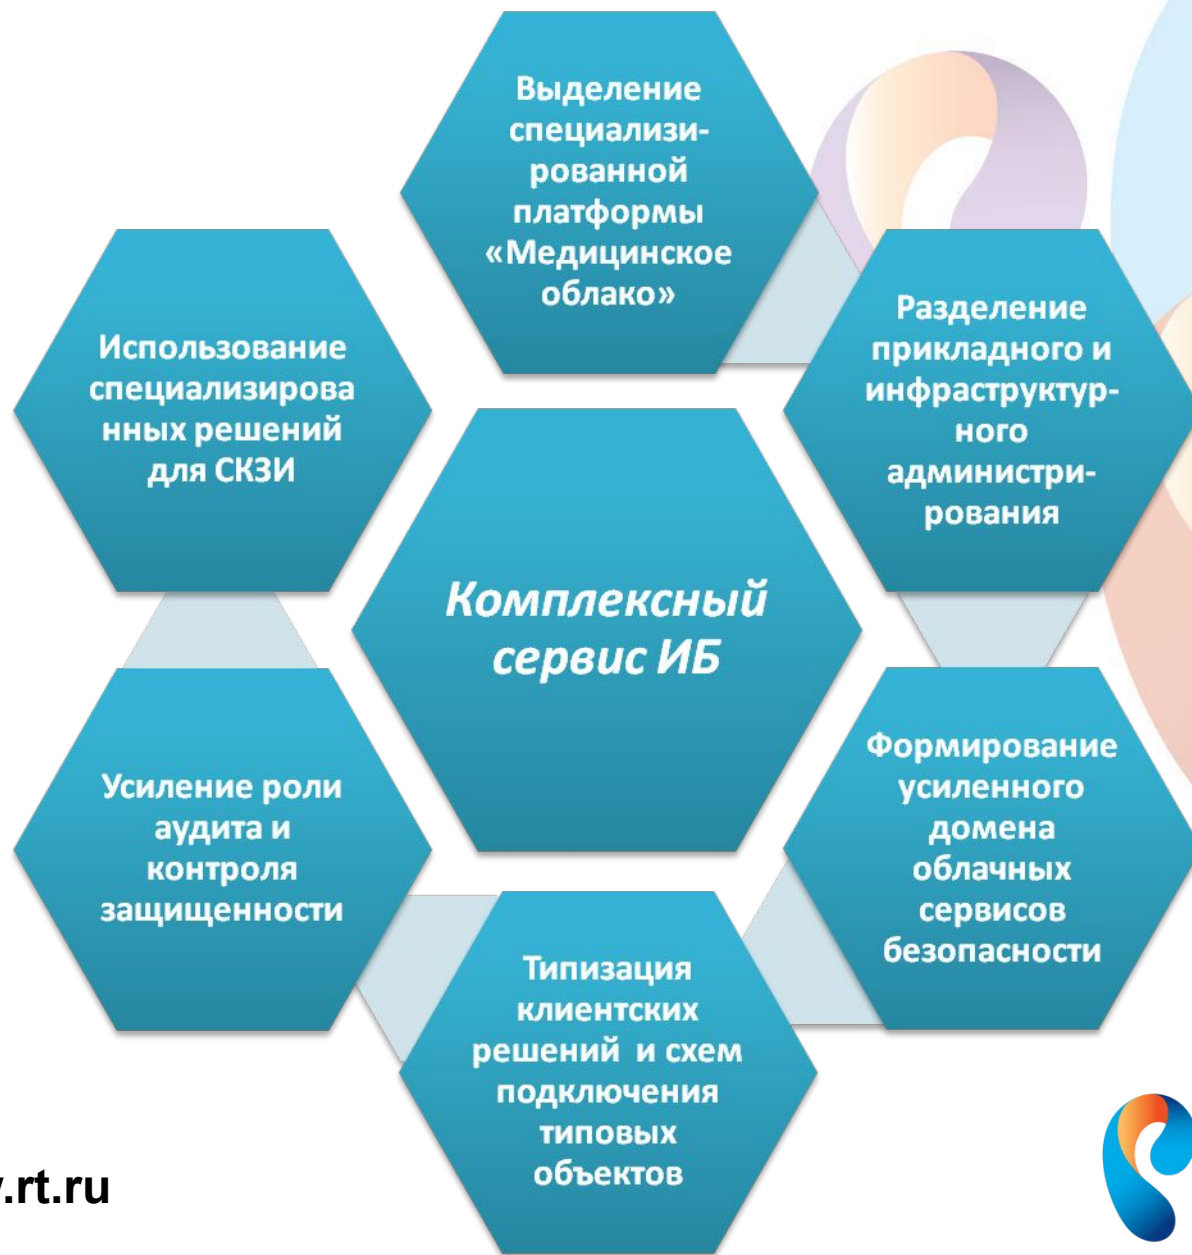 Выделение
специализи-
рованной
платформы
«Медицинское
облако»
Разделение
прикладного и
инфраструктур-
ного
администри-
рования
Формирование
усиленного
домена
облачных
сервисов
безопасности
Типизация
клиентских
решений и схем
подключения
типовых
объектов
Усиление роли
аудита и
контроля
защищенности
Использование
специализирова
нных решений
для СКЗИ
Комплексный
сервис ИБ
.rt.ru